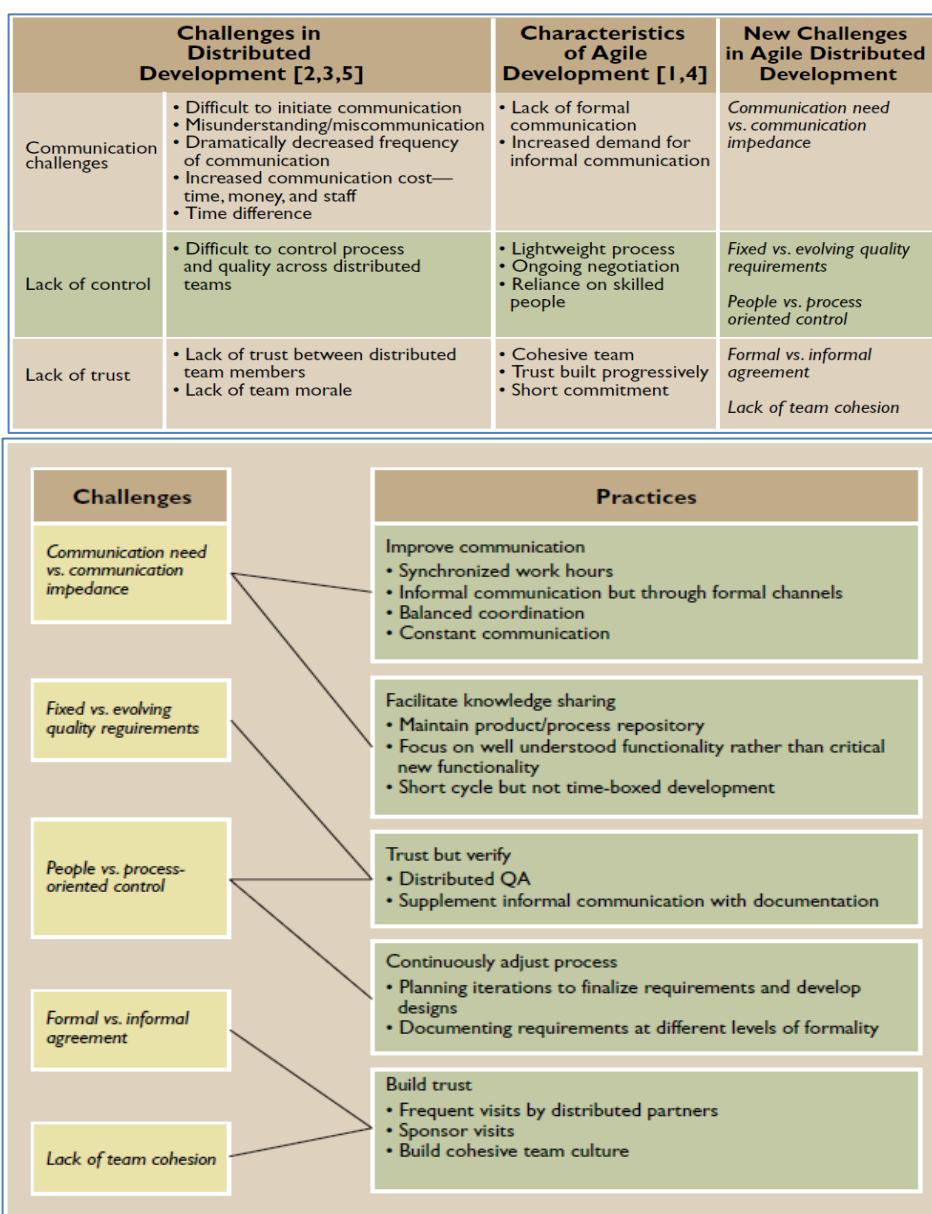 Challenges in
Distributed
Development [2,3,5]
Characteristics
of Agile
Development [1,4]
New Challenges
in Agile Distributed
Development
Communication
challenges
• Difficult to initiate communication
• Misunderstanding/miscommunication
• Dramatically decreased frequency
of communication
• Increased communication cost—
time, money, and staff
• Time difference
• Lack of formal
communication
• Increased demand for
informal communication
Communication need
vs. communication
impedance
Lack of control
• Difficult to control process
and quality across distributed
teams
• Lightweight process
• Ongoing negotiation
• Reliance on skilled
people
Fixed vs. evolving quality
requirements
People vs. process
oriented control
Lack of trust
• Lack of trust between distributed
team members
• Lack of team morale
• Cohesive team
• Trust built progressively
• Short commitment
Formal vs. informal
agreement
Lack of team cohesion
Challenges
Communication need
vs. communication
impedance
Fixed vs. evolving
quality reguirements
People vs. process-
oriented control
Formal vs. informal
agreement
Lack of team cohesion
Practices
Improve communication
• Synchronized work hours
• Informal communication but through formal channels
• Balanced coordination
• Constant communication
Facilitate knowledge sharing
• Maintain product/process repository
• Focus on well understood functionality rather than critical
new functionality
• Short cycle but not time-boxed development
Trust but verify
• Distributed QA
• Supplement informal communication with documentation
Continuously adjust process
• Planning iterations to finalize requirements and develop
designs
• Documenting requirements at different levels of formality
Build trust
• Frequent visits by distributed partners
• Sponsor visits
• Build cohesive team culture